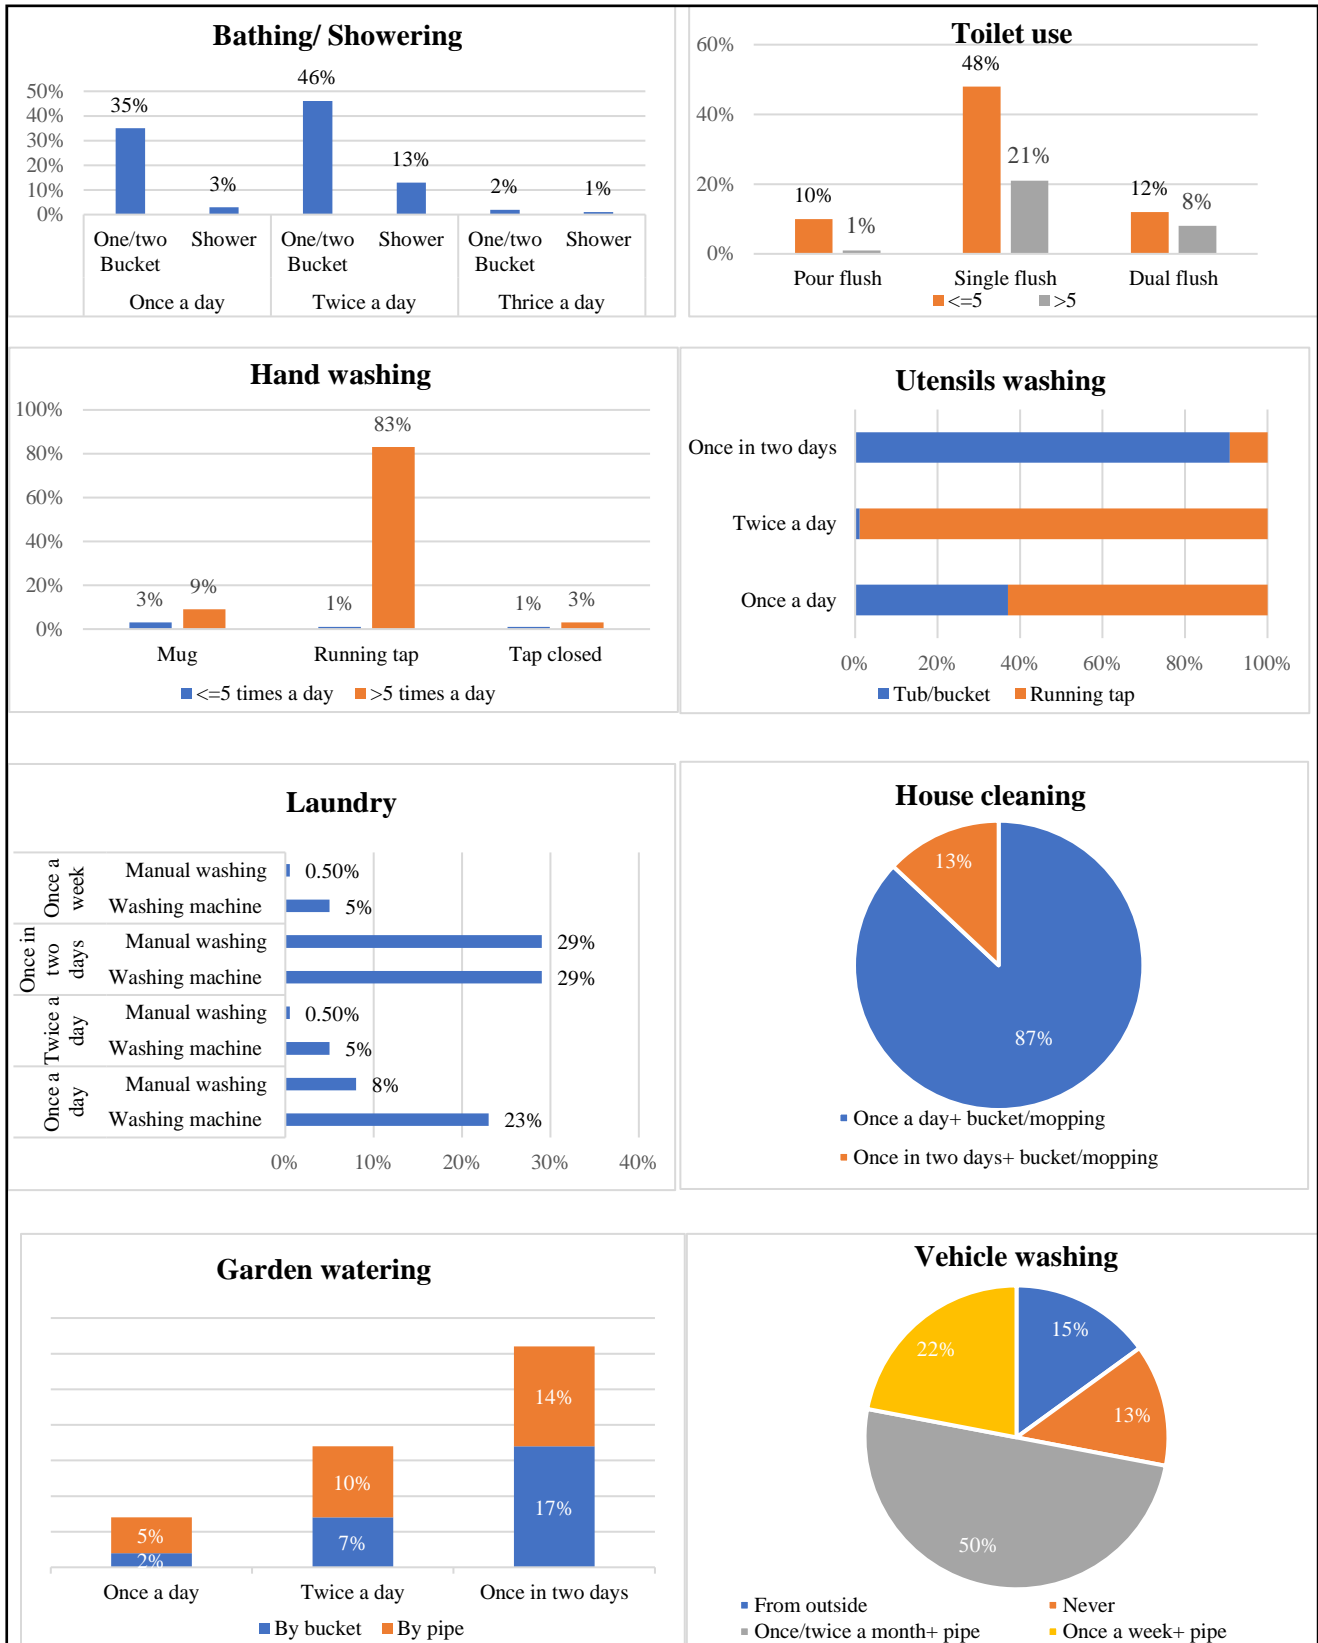 Bathing/ Showering
50%
40%
30%
20%
10%
0%
35%
3%
46%
13%
2%
1%
One/two Bucket
Shower
One/two Bucket
Shower
One/two Bucket
Shower
Once a day
Twice a day
Thrice a day
Toilet use
60%
40%
20%
0%
10%
1%
48%
21%
12%
8%
Pour flush
Single flush
Dual flush
<=5
>5
Hand washing
100%
80%
60%
40%
20%
0%
3%
9%
1%
83%
1%
3%
Mug
Running tap
Tap closed
<=5 times a day
>5 times a day
Utensils washing
Once in two days
Twice a day
Once a day
0%
20%
40%
60%
80%
100%
Tub/bucket
Running tap
Laundry
Once a week
Manual washing
0.50%
Washing machine
5%
Once in two days
Manual washing
29%
Washing machine
29%
Twice a day
Manual washing
0.50%
Washing machine
5%
Once a day
Manual washing
8%
Washing machine
23%
0%
10%
20%
30%
40%
House cleaning
13%
87%
Once a day+ bucket/mopping
Once in two days+ bucket/mopping
Garden watering
5%
2%
10%
7%
14%
17%
Once a day
Twice a day
Once in two days
By bucket
By pipe
Vehicle washing
15%
22%
13%
50%
From outside
Never
Once/twice a month+ pipe
Once a week+ pipe